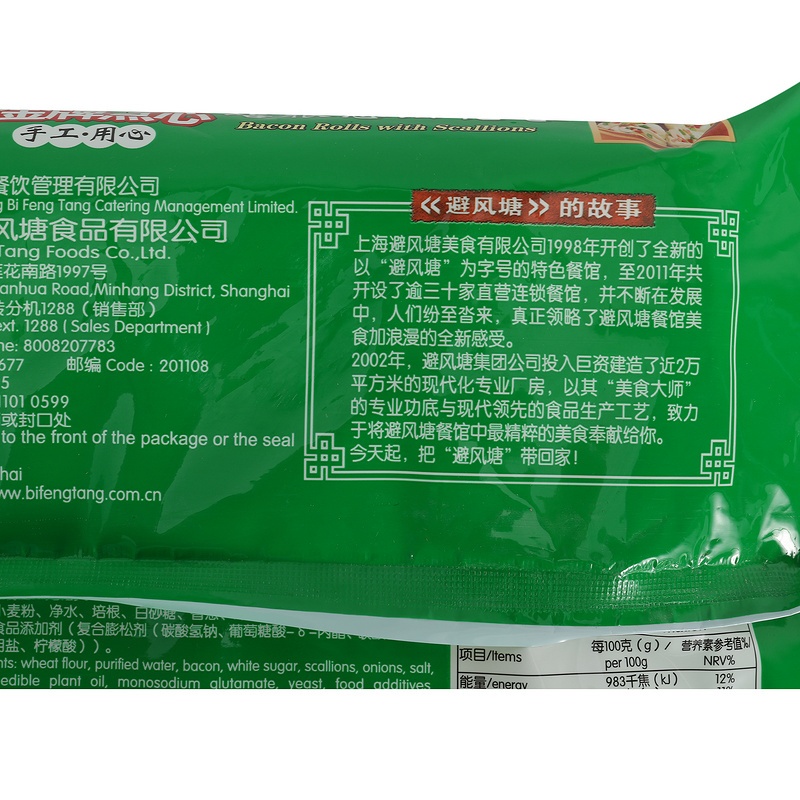 金牌点心
手工·用心
Bacon Rolls with Scallions
餐饮管理有限公司
Bi Feng Tang Catering Management Limited.
风塘食品有限公司
Tang Foods Co.,Ltd.
花南路1997号
Road,Minhang District, Shanghai
分机1288（销售部）
ext. 1288 ( Sales Department )
8008207783
677 邮编 Code : 201108
5
1101 0599
或封口处
to the front of the package or the seal
hai
www.bifengtang.com.cn
《避风塘》的故事
上海避风塘美食有限公司1998年开创了全新的
以“避风塘”为字号的特色餐馆，至2011年共
开设了逾三十家直营连锁餐馆，并不断在发展
中，人们纷至沓来，真正领略了避风塘餐馆美
食加浪漫的全新感受。
2002年，避风塘集团公司投入巨资建造了近2万
平方米的现代化专业厂房，以其“美食大师”
的专业功底与现代领先的食品生产工艺，致力
于将避风塘餐馆中最精粹的美食奉献给你。
今天起，把“避风塘”带回家！
小麦粉、净水、培根、白砂糖、
食品添加剂（复合膨松剂（碳酸氢钠、葡萄糖酸-δ-内酯、
盐、柠檬酸））。
wheat flour, purified water, bacon, white sugar, scallions, onions, salt,
edible plant oil, monosodium glutamate, yeast, food additives
项目/Items 每100克（g）/ per 100g 营养素参考值%/ NRV%
能量/energy 983千焦（kJ） 12%